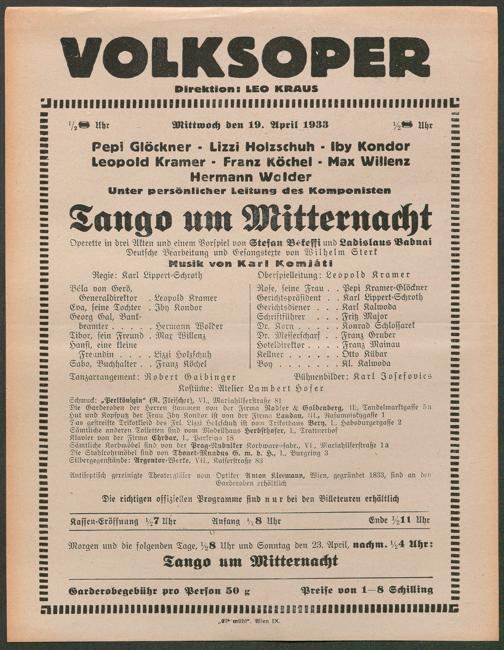 VOLKSOPER
Direktion: LEO KRAUS
Uhr Mittwoch den 19. April 1933 Uhr
Pepi Glöckner - Lizzi Holzschuh - Iby Kondor
Leopold Kramer - Franz Köchel - Max Willenz
Hermann Wolder
Unter persönlicher Leitung des Komponisten
Tango um Mitternacht
Operette in drei Akten und einem Vorspiel von Stefan Békeffi und Ladislaus Vadnai
Deutsche Bearbeitung und Gesangstexte von Wilhelm Sterk
Musik von Karl Komjáti
Regie: Karl Lippert-Schroth
Oberspielleitung: Leopold Kramer
Béla von Gerö,
Generaldirektor . Leopold Kramer
Eva, seine Tochter . Iby Kondor
Georg Gal, Bank-
beamter . . . . . Hermann Wolder
Tibor, sein Freund . Max Willenz
Hansi, eine kleine
Freundin . . . . Lizzi Holzschuh
Sabo, Buchhalter . Franz Köchel
Rose, seine Frau . . Pepi Kramer-Glöckner
Gerichtspräsident . Karl Lippert-Schroth
Gerichtsdiener . . . Karl Kalwoda
Schriftführer . . . Fritz Major
Dr. Korn . . . . . Konrad Schlossarek
Dr. Messerscharf . Franz Gruber
Hoteldirektor . . . Franz Mainau
Kellner . . . . . Otto Kübar
Boy . . . . . . . Kl. Kalwoda
Tanzarrangement: Robert Gaibinger
Bühnenbilder: Karl Josefovics
Kostüme: Atelier Lambert Hofer
Schmuck: „Perlkönigin" (R. Fleischer), VI., Mariahilferstraße 81
Die Garderoben der Herren stammen von der Firma Nadler & Goldenberg, II., Tandelmarktgasse 5a
Hut und Kopfputz der Frau Iby Kondor ist von der Firma Landau, III., Rasumofskygasse 1
Das gestreifte Trikotkleid des Frl. Lizzi Holzschuh ist vom Trikothaus Berg, I., Habsburgergasse 2
Sämtliche anderen Toiletten sind vom Modellhaus Herbsthofer, I., Trattnerhof
Klavier von der Firma Ehrbar, I., Parkring 18
Sämtliche Korbmöbel sind von der Prag-Rudniker Korbware-fabr., VI., Mariahilferstraße 1a
Die Stahlrohrmöbel sind von Thonet-Mundus G. m. b. H., I., Burgring 3
Silbergegenstände: Argentor-Werke, VII., Kaiserstraße 83
Antiseptisch gereinigte Theatergläser vom Optiker Anton Kleemann, Wien, gegründet 1833, sind an den
Garderoben erhältlich
Die richtigen offiziellen Programme sind nur bei den Billetteuren erhältlich
Kassen-Eröffnung ½7 Uhr Anfang ½8 Uhr Ende ½11 Uhr
Morgen und die folgenden Tage, ½8 Uhr und Sonntag den 23. April, nachm. ½4 Uhr:
Tango um Mitternacht
Garderobegebühr pro Person 50 g Preise von 1—8 Schilling
Wien IX.